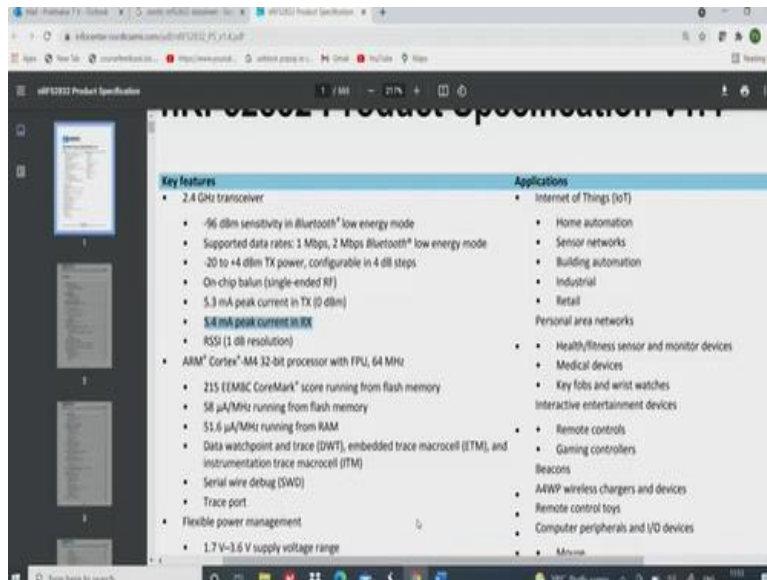 nRF52832 Product Specification
1 / 553
217%
nRF52832 Product Specification v1.4
Key features
2.4 GHz transceiver
-96 dBm sensitivity in Bluetooth® low energy mode
Supported data rates: 1 Mbps, 2 Mbps Bluetooth® low energy mode
-20 to +4 dBm TX power, configurable in 4 dB steps
On-chip balun (single-ended RF)
5.3 mA peak current in TX (0 dBm)
5.4 mA peak current in RX
RSSI (1 dB resolution)
ARM® Cortex®-M4 32-bit processor with FPU, 64 MHz
215 EEMBC CoreMark® score running from flash memory
58 µA/MHz running from flash memory
51.6 µA/MHz running from RAM
Data watchpoint and trace (DWT), embedded trace macrocell (ETM), and
instrumentation trace macrocell (ITM)
Serial wire debug (SWD)
Trace port
Flexible power management
1.7 V–3.6 V supply voltage range
Applications
Internet of Things (IoT)
Home automation
Sensor networks
Building automation
Industrial
Retail
Personal area networks
Health/fitness sensor and monitor devices
Medical devices
Key fobs and wrist watches
Interactive entertainment devices
Remote controls
Gaming controllers
Beacons
A4WP wireless chargers and devices
Remote control toys
Computer peripherals and I/O devices
Mouse